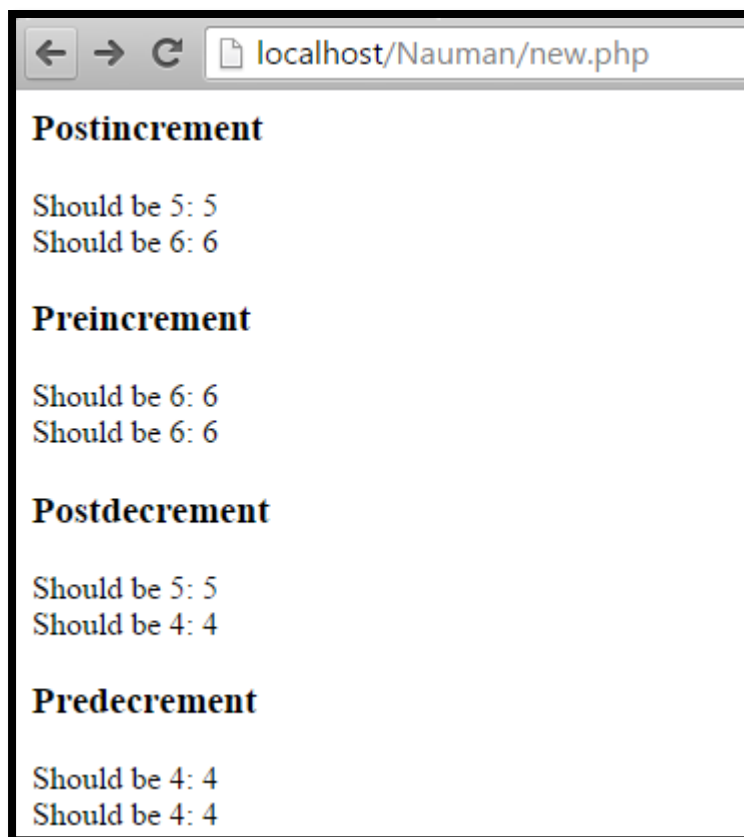 localhost/Nauman/new.php
Postincrement
Should be 5: 5
Should be 6: 6
Preincrement
Should be 6: 6
Should be 6: 6
Postdecrement
Should be 5: 5
Should be 4: 4
Predecrement
Should be 4: 4
Should be 4: 4